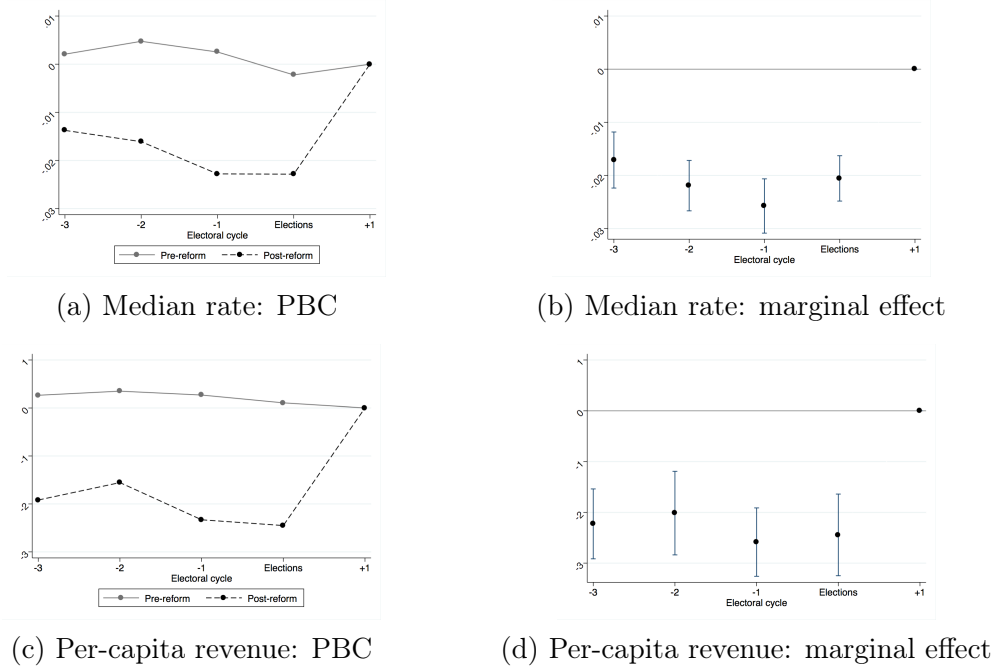 .01
0
-.01
-.02
-.03
-3
-2
-1
Elections
+1
Electoral cycle
Pre-reform
Post-reform
(a) Median rate: PBC
.01
0
-.01
-.02
-.03
-3
-2
-1
Elections
+1
Electoral cycle
(b) Median rate: marginal effect
1
0
-1
-2
-3
-3
-2
-1
Elections
+1
Electoral cycle
Pre-reform
Post-reform
(c) Per-capita revenue: PBC
1
0
-1
-2
-3
-3
-2
-1
Elections
+1
Electoral cycle
(d) Per-capita revenue: marginal effect